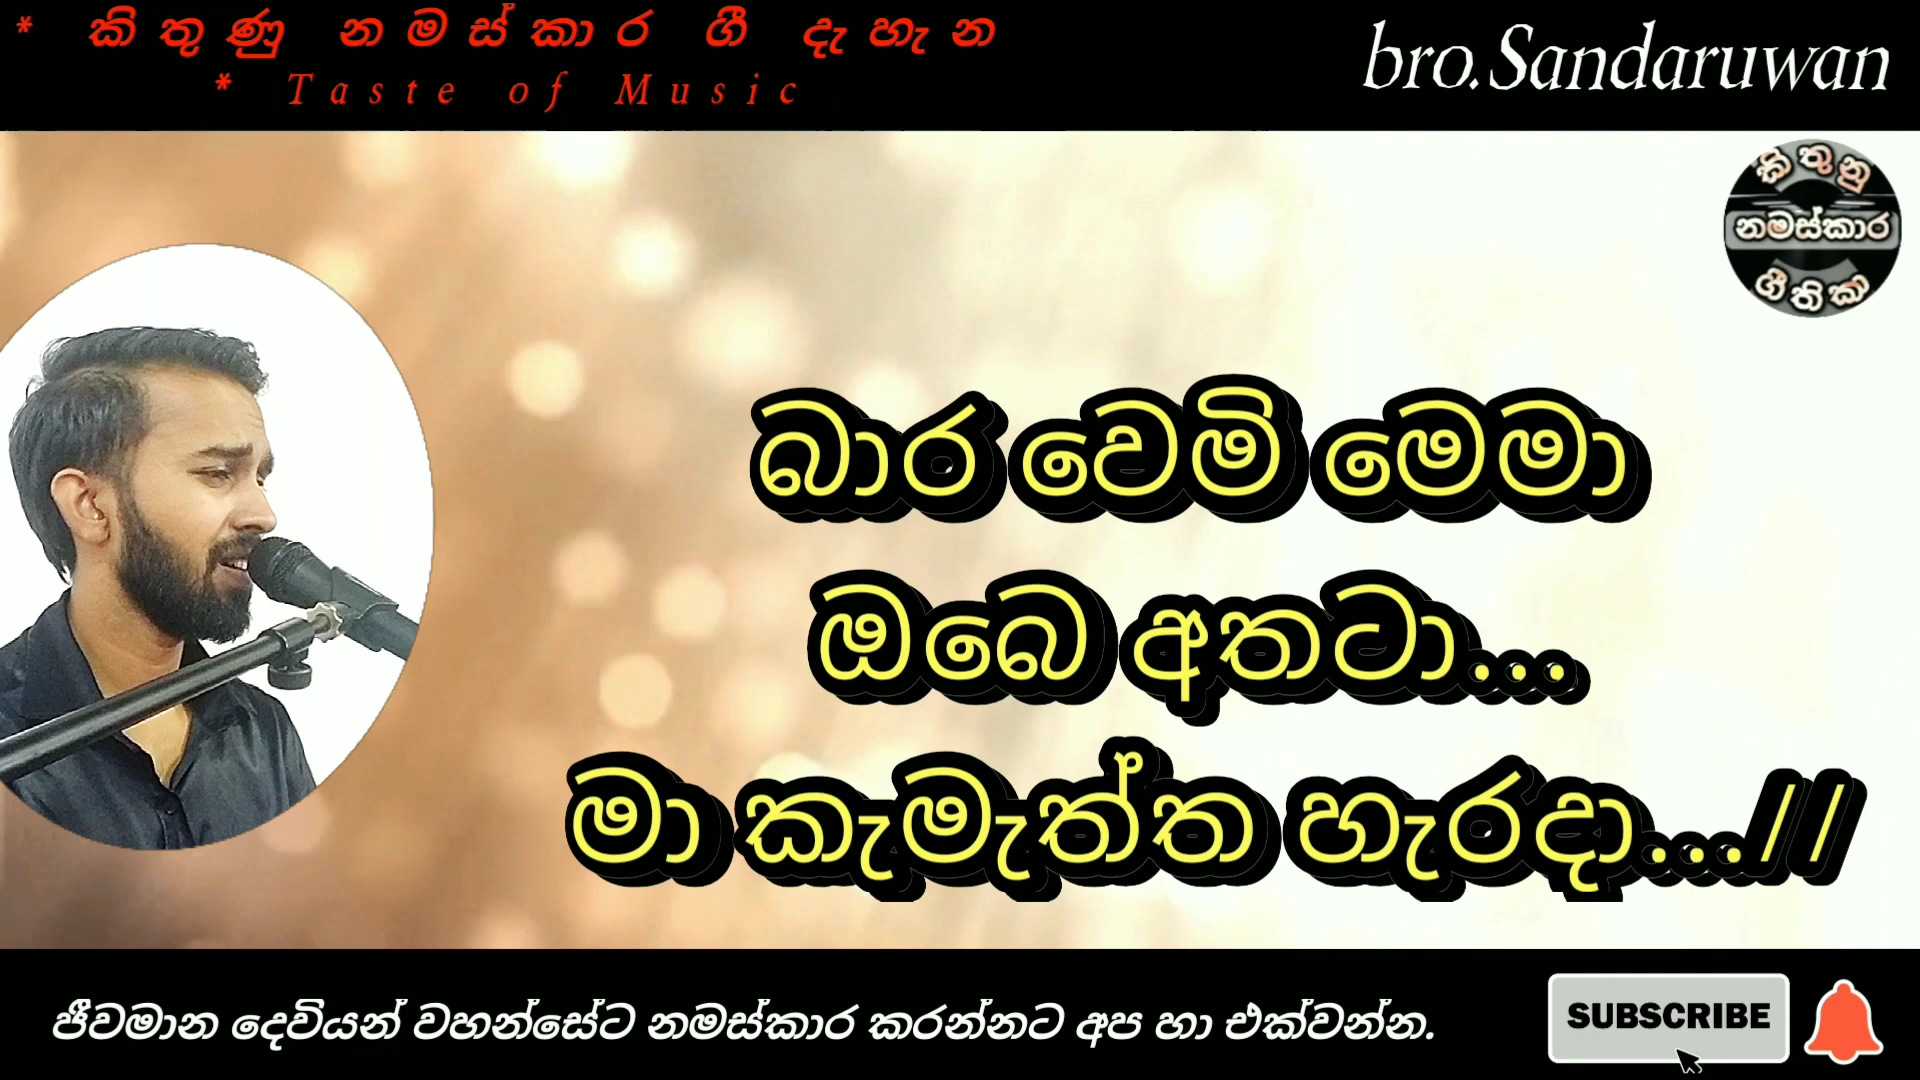 * කිතුණු නමස්කාර ගී දැහැන
* Taste of Music
bro.Sandaruwan
කිතුනු
නමස්කාර
ගීතිකා
බාර වෙමි මෙමා
ඔබෙ අතටා...
මා කැමැත්ත හැරදා...//
ජීවමාන දෙවියන් වහන්සේට නමස්කාර කරන්නට අප හා එක්වන්න.
SUBSCRIBE